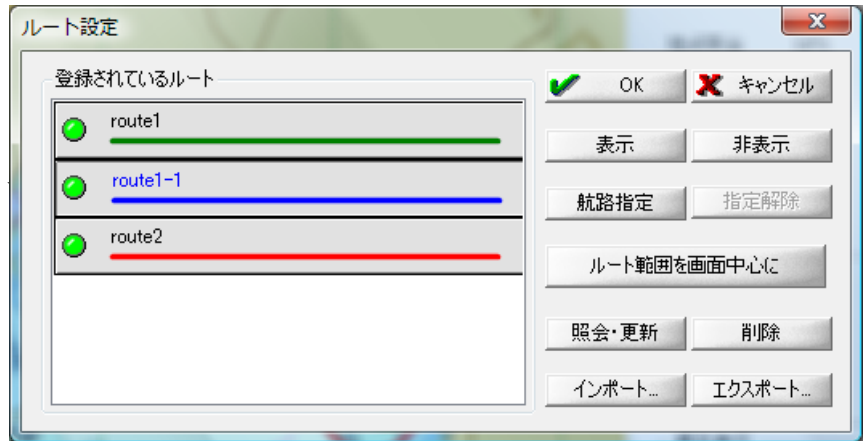 ルート設定
登録されているルート
route1
route1-1
route2
OK
キャンセル
表示
非表示
航路指定
指定解除
ルート範囲を画面中心に
照会・更新
削除
インポート...
エクスポート...